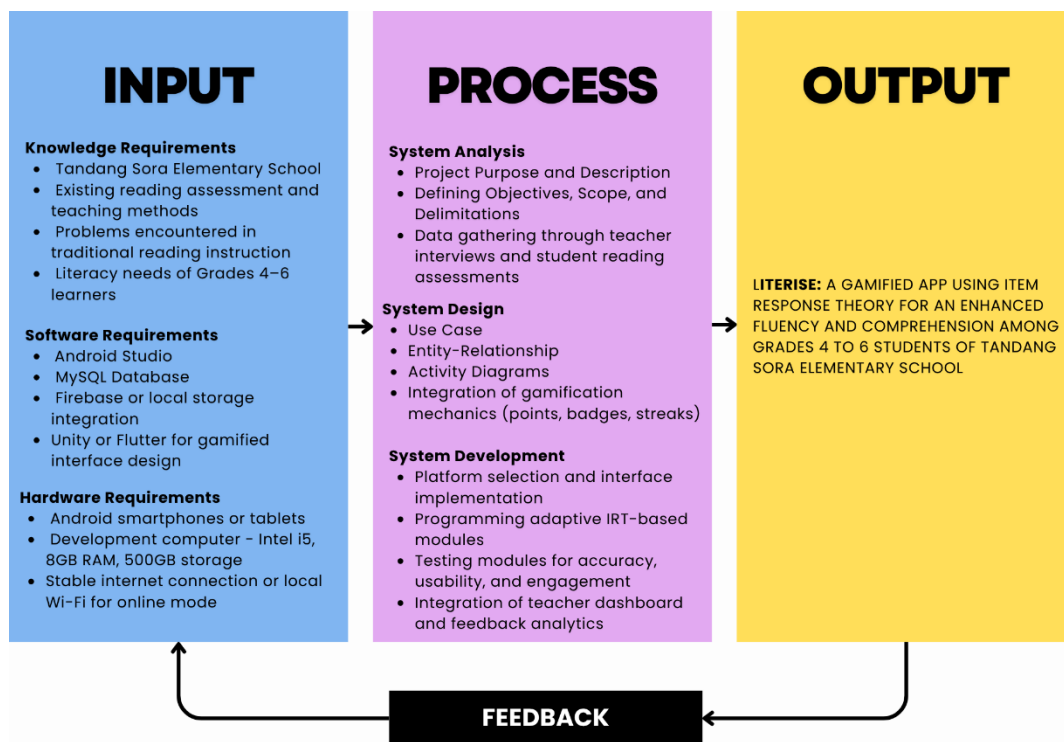 INPUT
Knowledge Requirements
• Tandang Sora Elementary School
• Existing reading assessment and
teaching methods
• Problems encountered in
traditional reading instruction
• Literacy needs of Grades 4–6
learners
Software Requirements
• Android Studio
• MySQL Database
• Firebase or local storage
integration
• Unity or Flutter for gamified
interface design
Hardware Requirements
• Android smartphones or tablets
• Development computer - Intel i5,
8GB RAM, 500GB storage
• Stable internet connection or local
Wi-Fi for online mode
PROCESS
System Analysis
• Project Purpose and Description
• Defining Objectives, Scope, and
Delimitations
• Data gathering through teacher
interviews and student reading
assessments
System Design
• Use Case
• Entity-Relationship
• Activity Diagrams
• Integration of gamification
mechanics (points, badges, streaks)
System Development
• Platform selection and interface
implementation
• Programming adaptive IRT-based
modules
• Testing modules for accuracy,
usability, and engagement
• Integration of teacher dashboard
and feedback analytics
OUTPUT
LITERISE: A GAMIFIED APP USING ITEM
RESPONSE THEORY FOR AN ENHANCED
FLUENCY AND COMPREHENSION AMONG
GRADES 4 TO 6 STUDENTS OF TANDANG
SORA ELEMENTARY SCHOOL
FEEDBACK